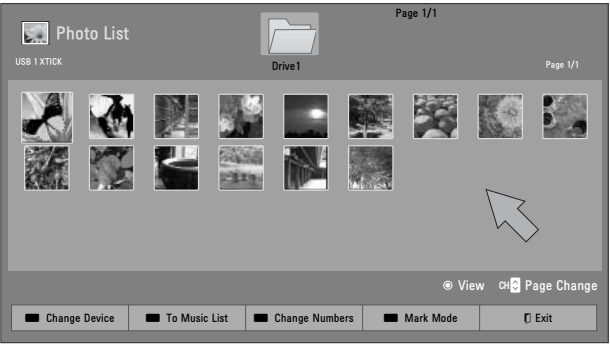 Page 1/1
Photo List
USB 1 XTICK
Drive1
Page 1/1
View CH Page Change
Change Device
To Music List
Change Numbers
Mark Mode
Exit